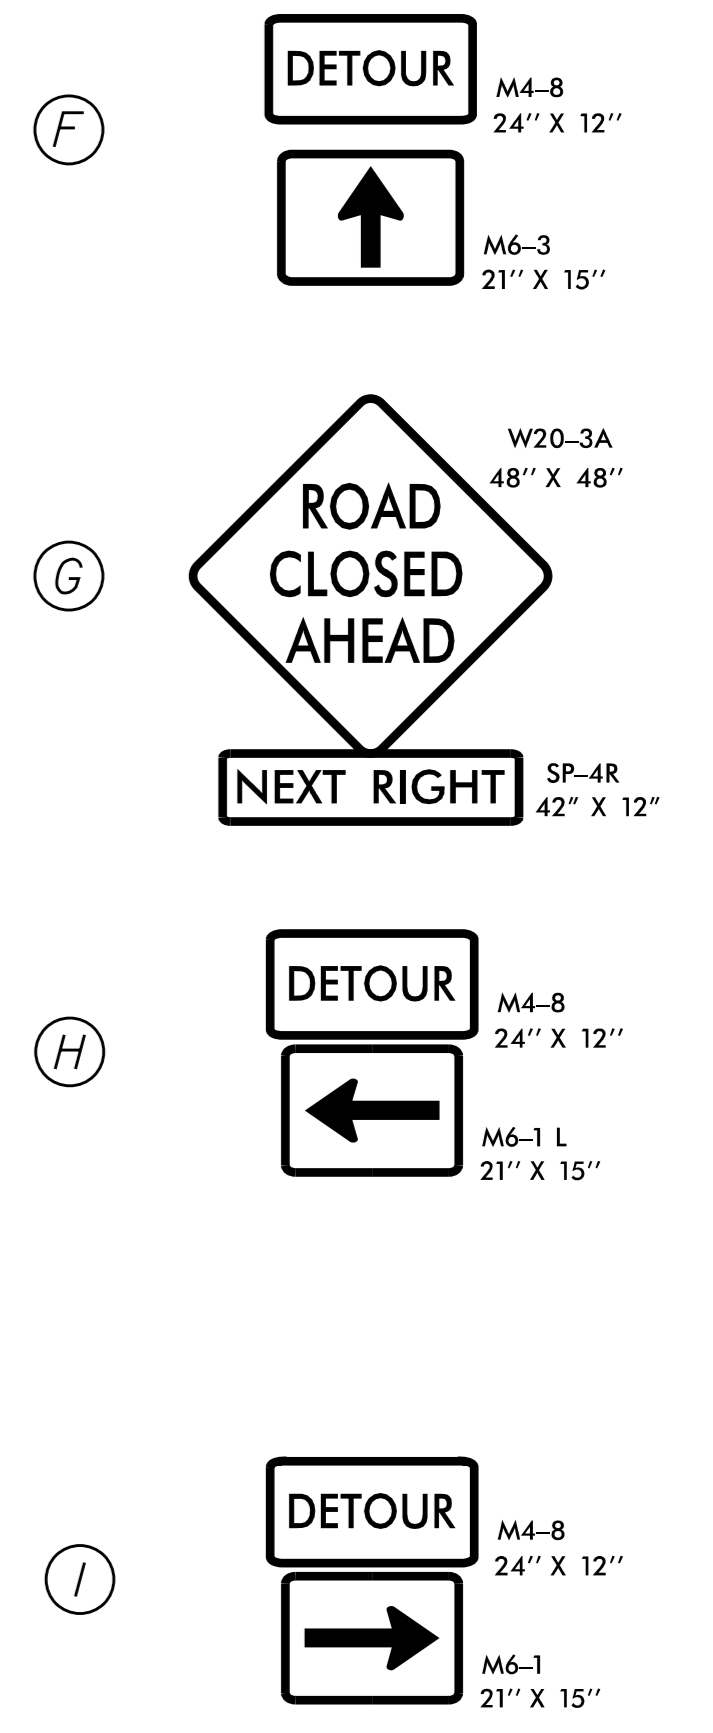 F
DETOUR
M4–8
24'' X 12''
M6–3
21'' X 15''
G
ROAD
CLOSED
AHEAD
W20–3A
48'' X 48''
NEXT RIGHT
SP–4R
42" X 12"
H
DETOUR
M4–8
24'' X 12''
M6–1 L
21'' X 15''
I
DETOUR
M4–8
24'' X 12''
M6–1
21'' X 15''